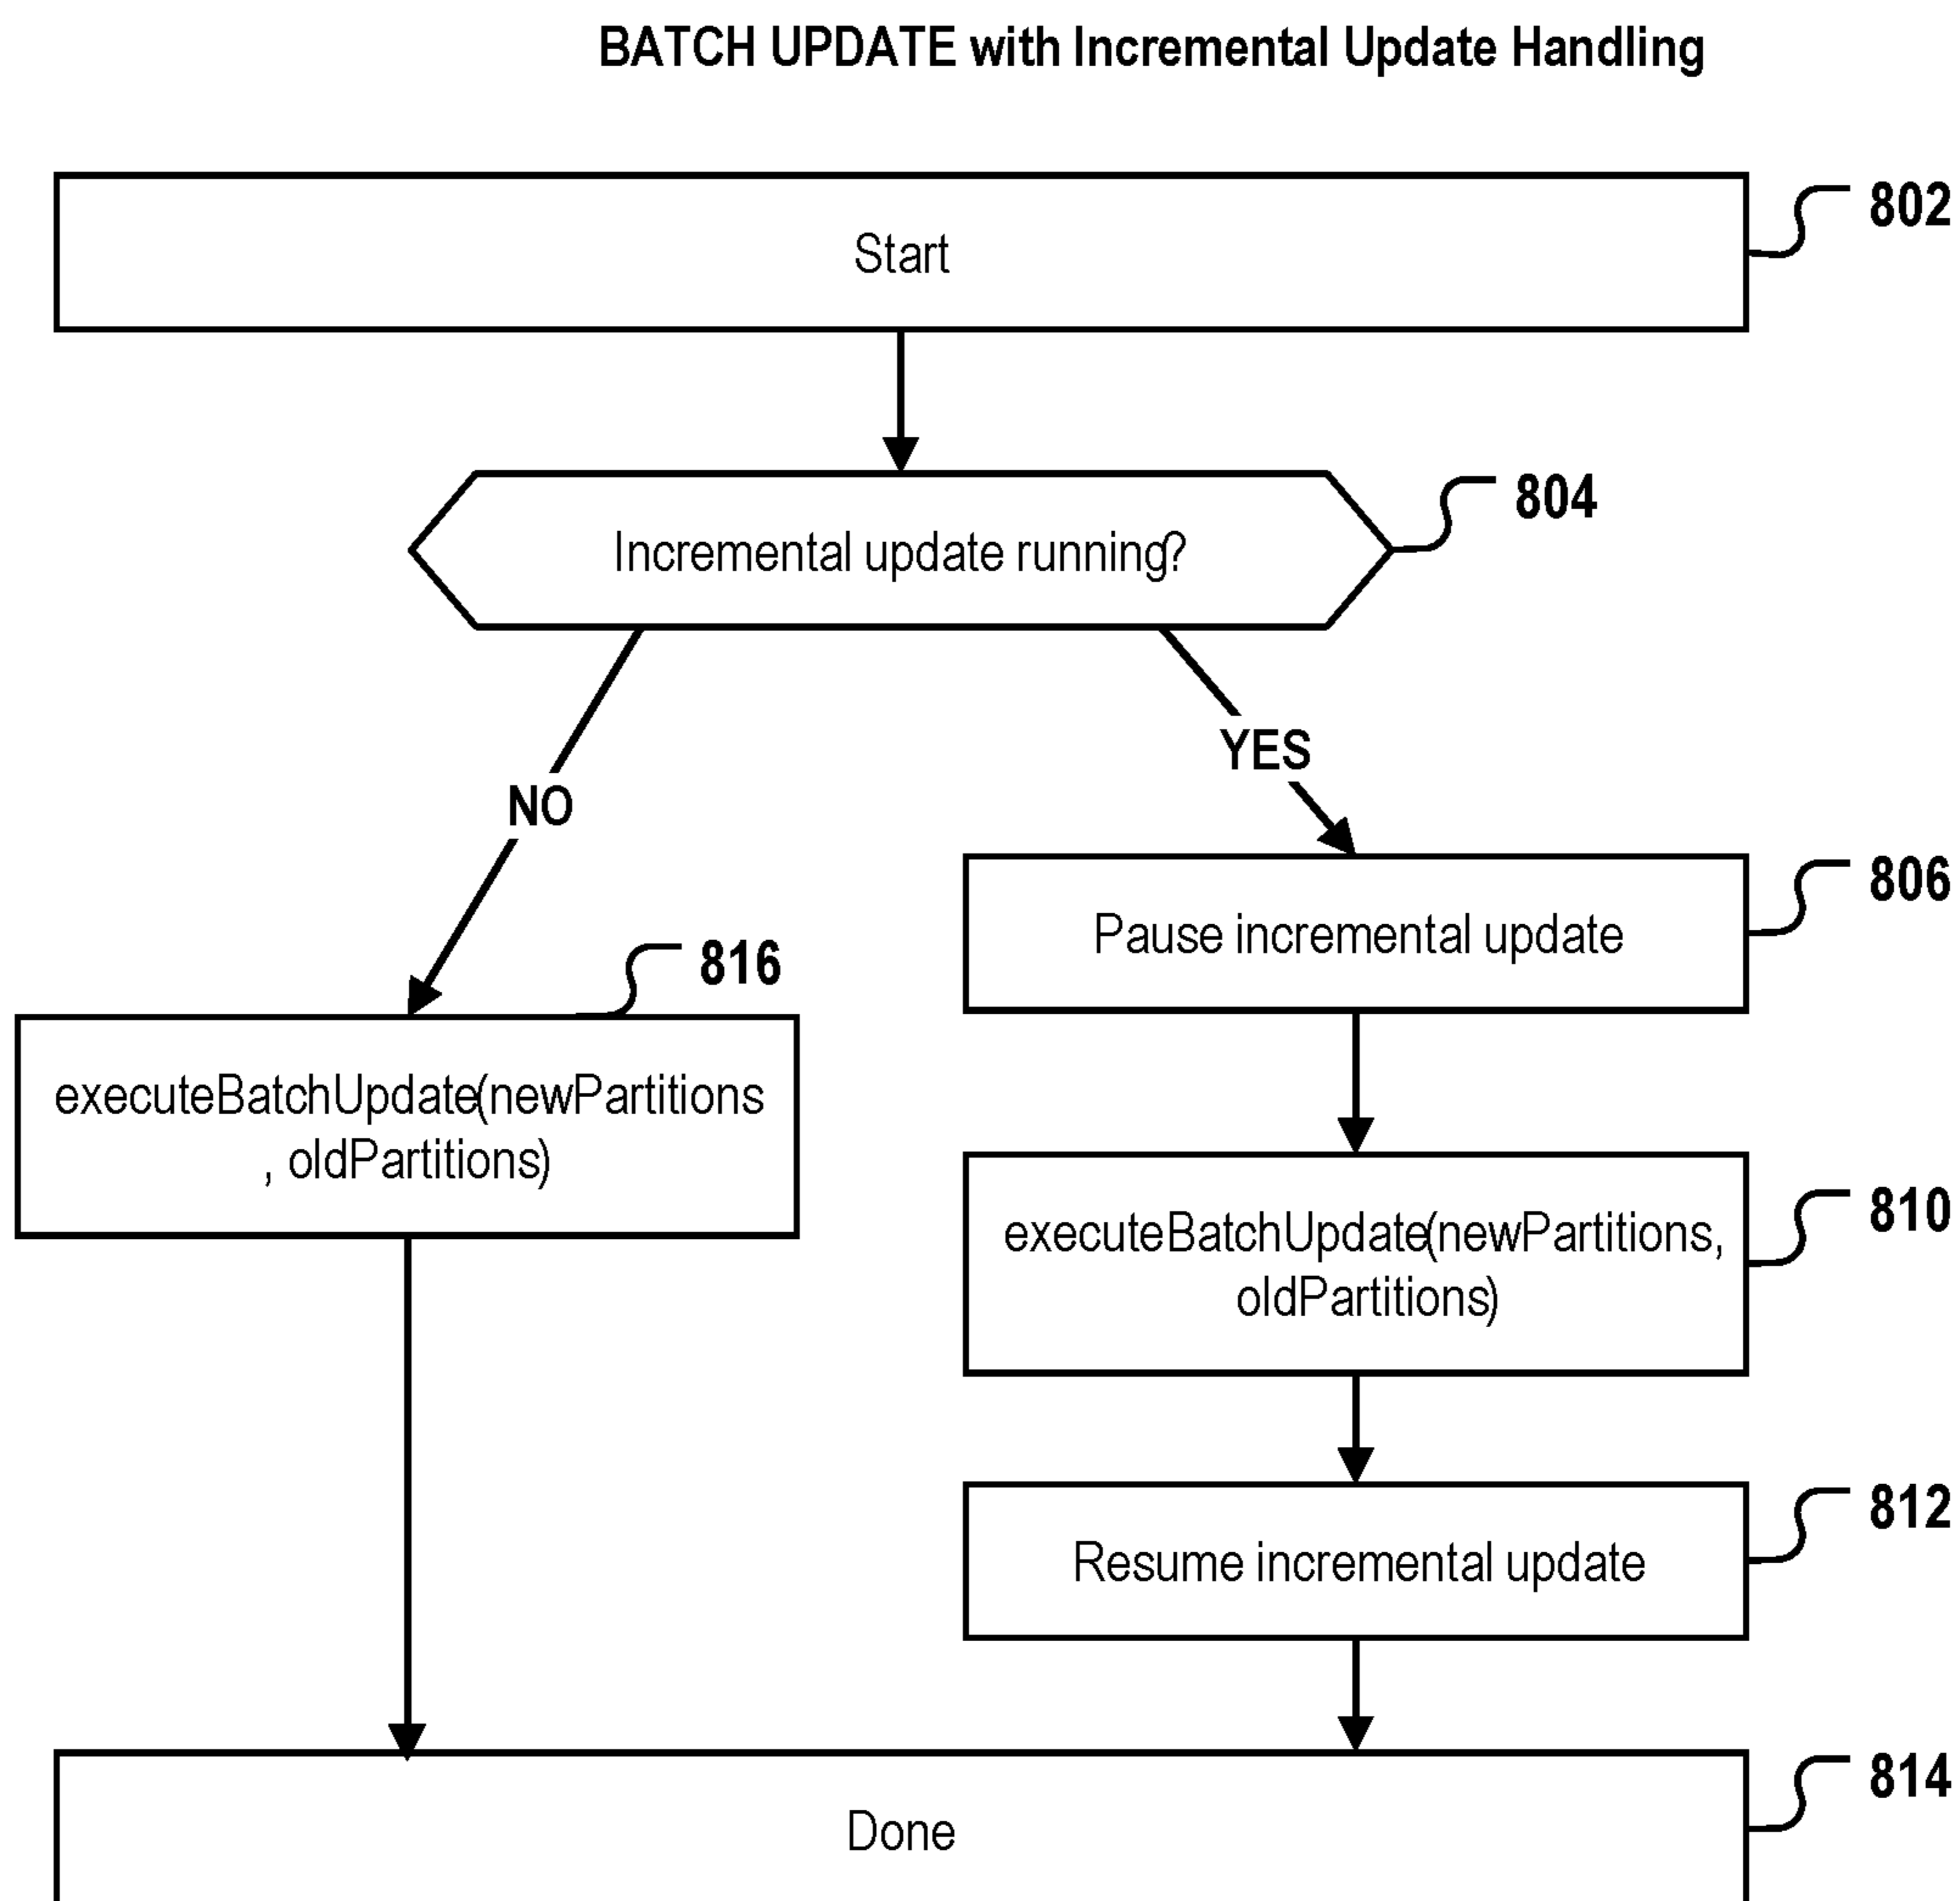 BATCH UPDATE with Incremental Update Handling
802
Start
804
Incremental update running?
YES
NO
806
Pause incremental update
816
executeBatchUpdate(newPartitions
, oldPartitions)
810
executeBatchUpdate(newPartitions,
oldPartitions)
812
Resume incremental update
814
Done